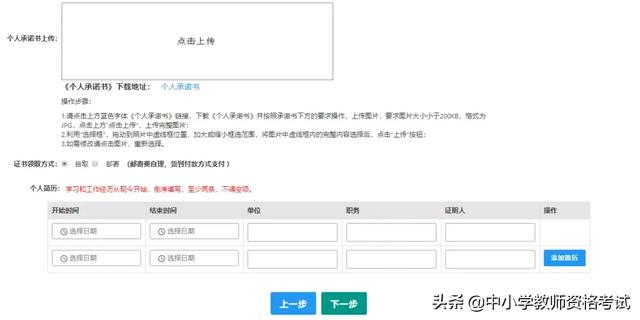 个人承诺书上传:
点击上传
《个人承诺书》下载地址: 个人承诺书
操作步骤:
1.请点击上方蓝色字体《个人承诺书》链接，下载《个人承诺书》并按照承诺书下方的要求操作，上传图片，要求图片大小小于200KB，格式为
JPG，点击上方“点击上传”，上传完整图片;
2.利用“选择框”，拖动到照片中虚线框位置，加大或缩小框选范围，将图片中虚线框内的完整内容选择后，点击“上传”按钮;
3.如需修改请点击图片，重新选择。
证书领取方式: 自取 邮寄 (邮寄费自理，货到付款方式支付)
个人简历: 学习和工作经历从现今开始，倒序填写，至少两条，不得空项。
开始时间 结束时间 单位 职务 证明人 操作
选择日期 选择日期
选择日期 选择日期 添加简历
上一步 下一步
头条 @中小学教师资格考试